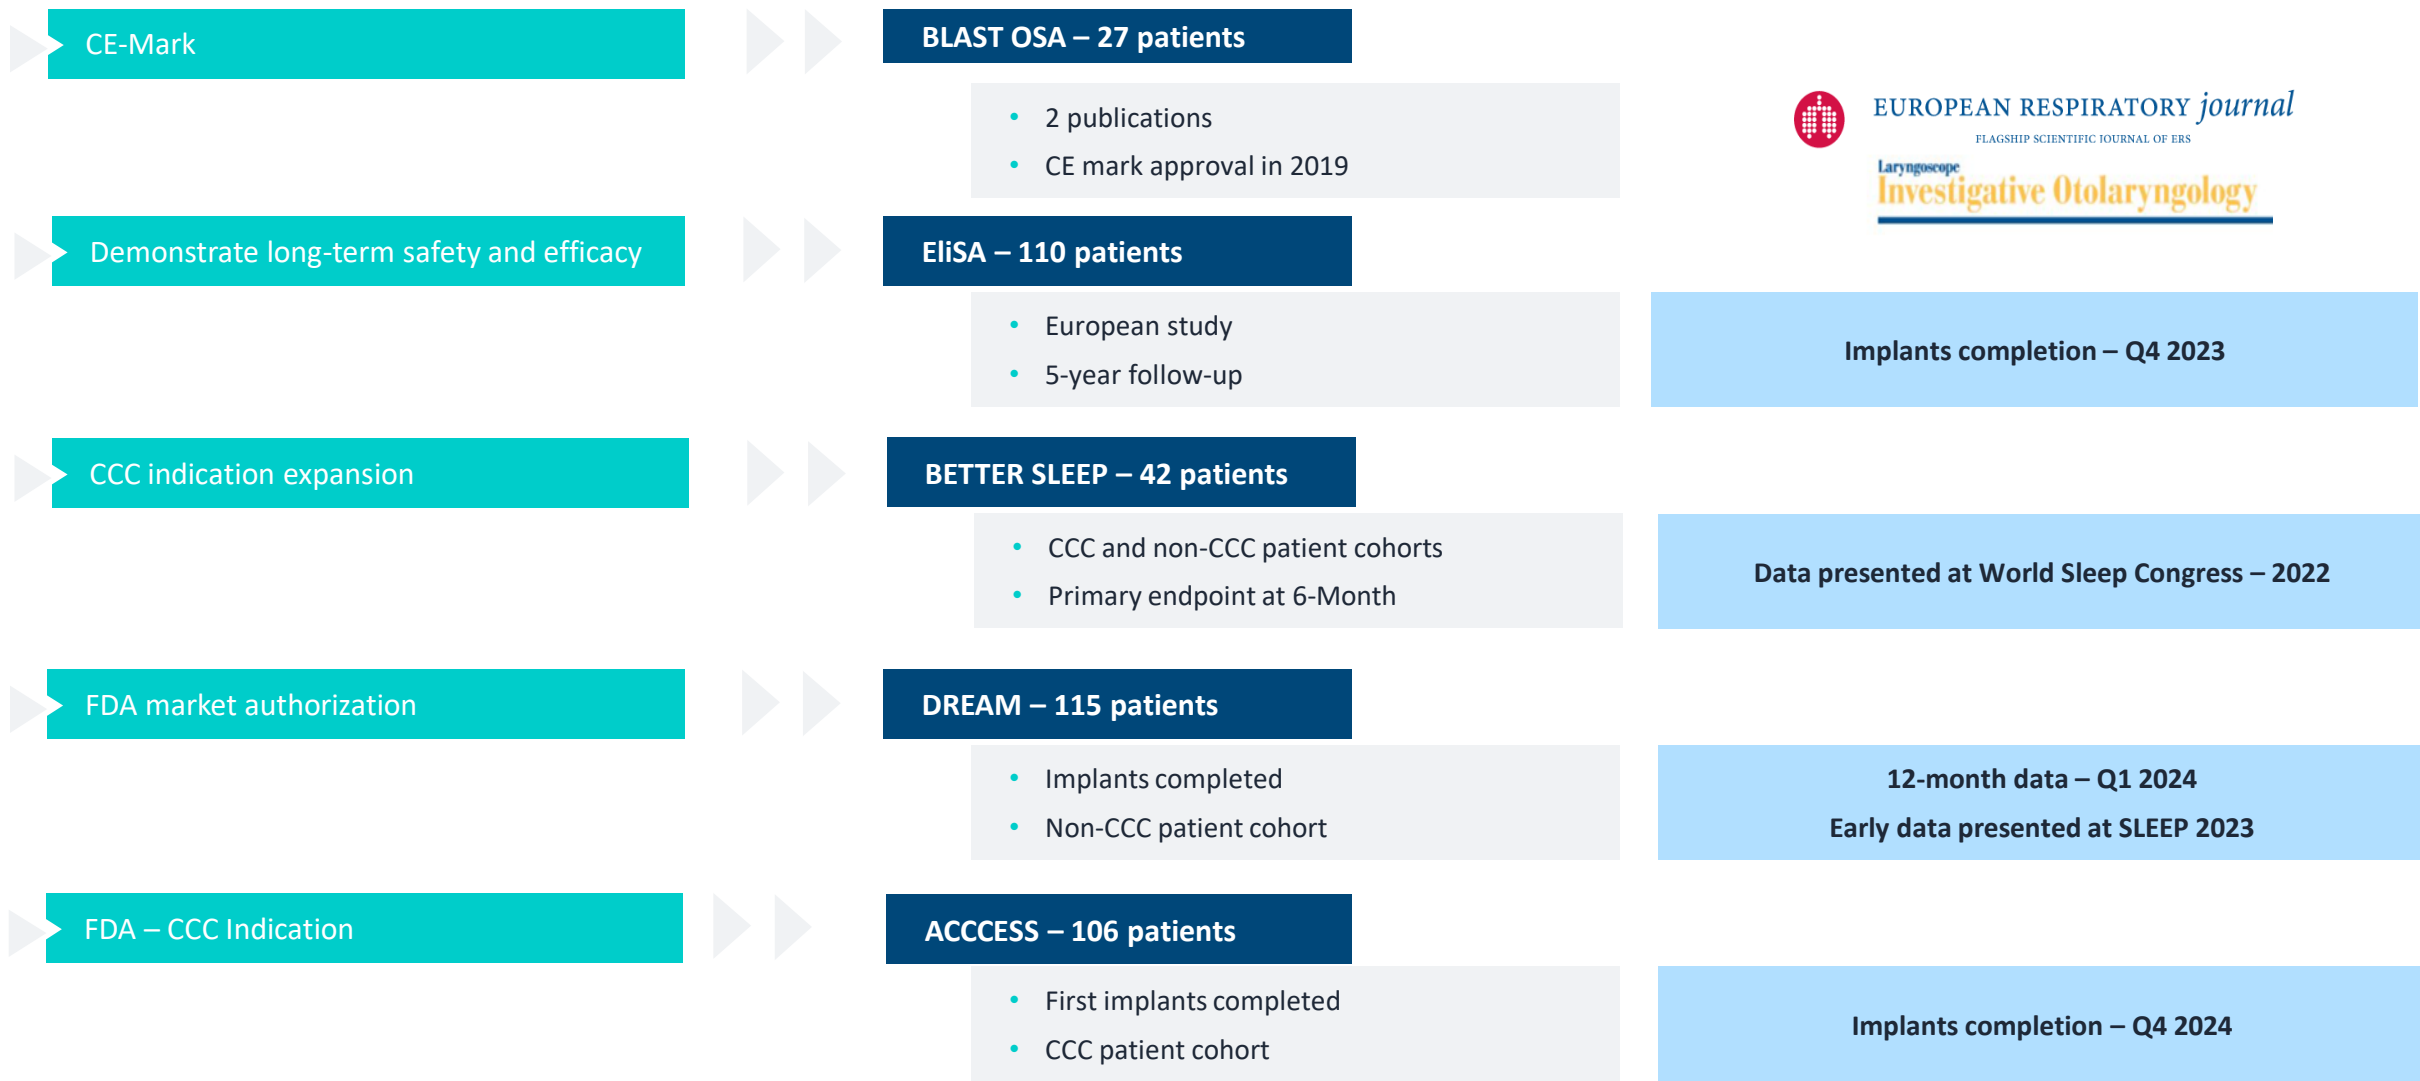 CE-Mark
BLAST OSA – 27 patients
• 2 publications
• CE mark approval in 2019
EUROPEAN RESPIRATORY journal
FLAGSHIP SCIENTIFIC JOURNAL OF ERS
Laryngoscope
Investigative Otolaryngology
Demonstrate long-term safety and efficacy
EliSA – 110 patients
• European study
• 5-year follow-up
Implants completion – Q4 2023
CCC indication expansion
BETTER SLEEP – 42 patients
• CCC and non-CCC patient cohorts
• Primary endpoint at 6-Month
Data presented at World Sleep Congress – 2022
FDA market authorization
DREAM – 115 patients
• Implants completed
• Non-CCC patient cohort
12-month data – Q1 2024
Early data presented at SLEEP 2023
FDA – CCC Indication
ACCCESS – 106 patients
• First implants completed
• CCC patient cohort
Implants completion – Q4 2024